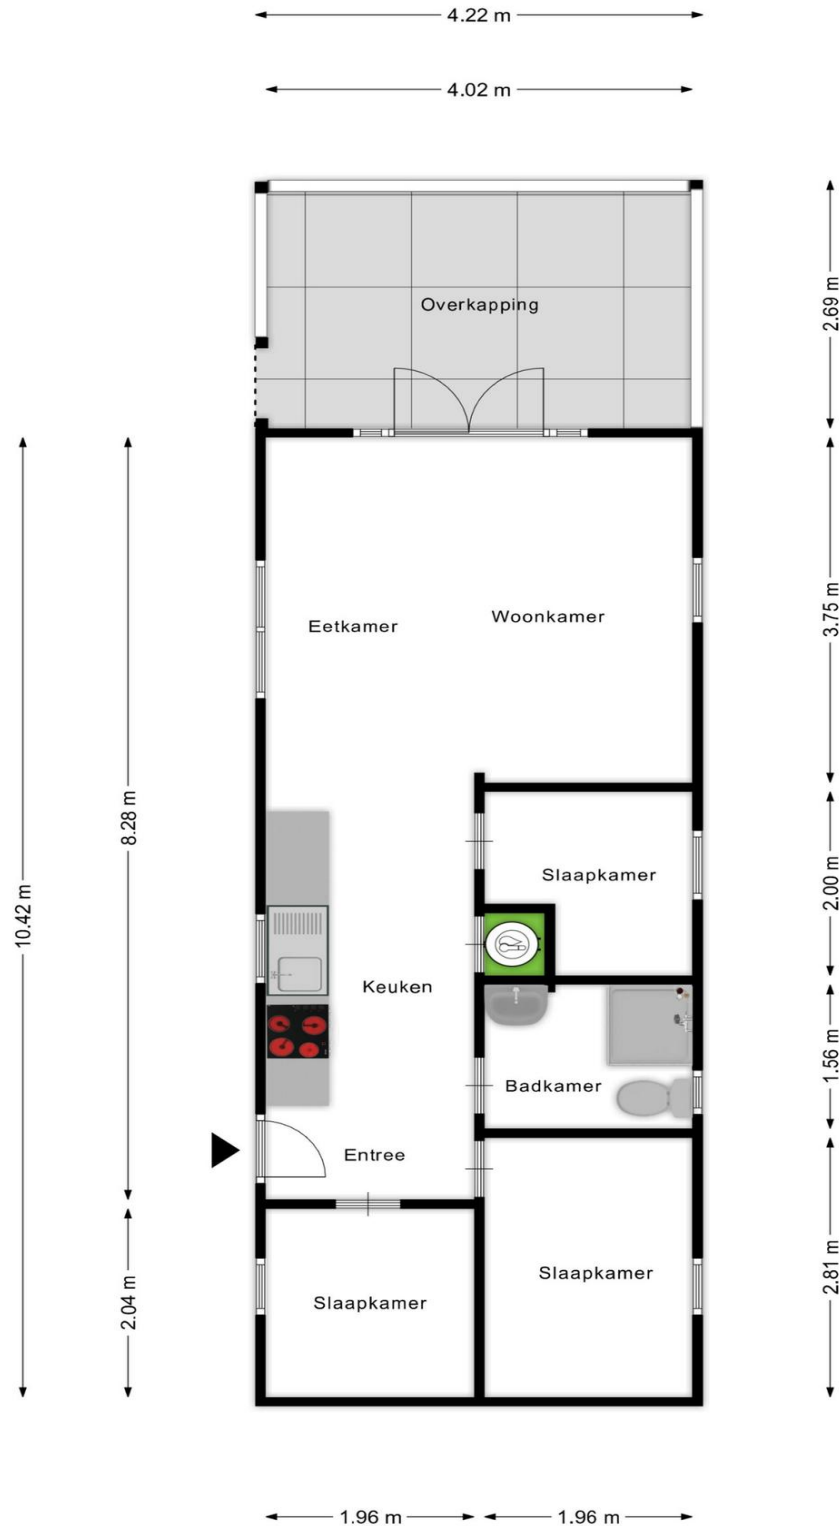 4.22 m
4.02 m
2.69 m
Overkapping
3.75 m
Woonkamer
Eetkamer
8.28 m
10.42 m
2.00 m
Slaapkamer
Keuken
1.56 m
Badkamer
Entree
2.81 m
Slaapkamer
2.04 m
Slaapkamer
1.96 m
1.96 m